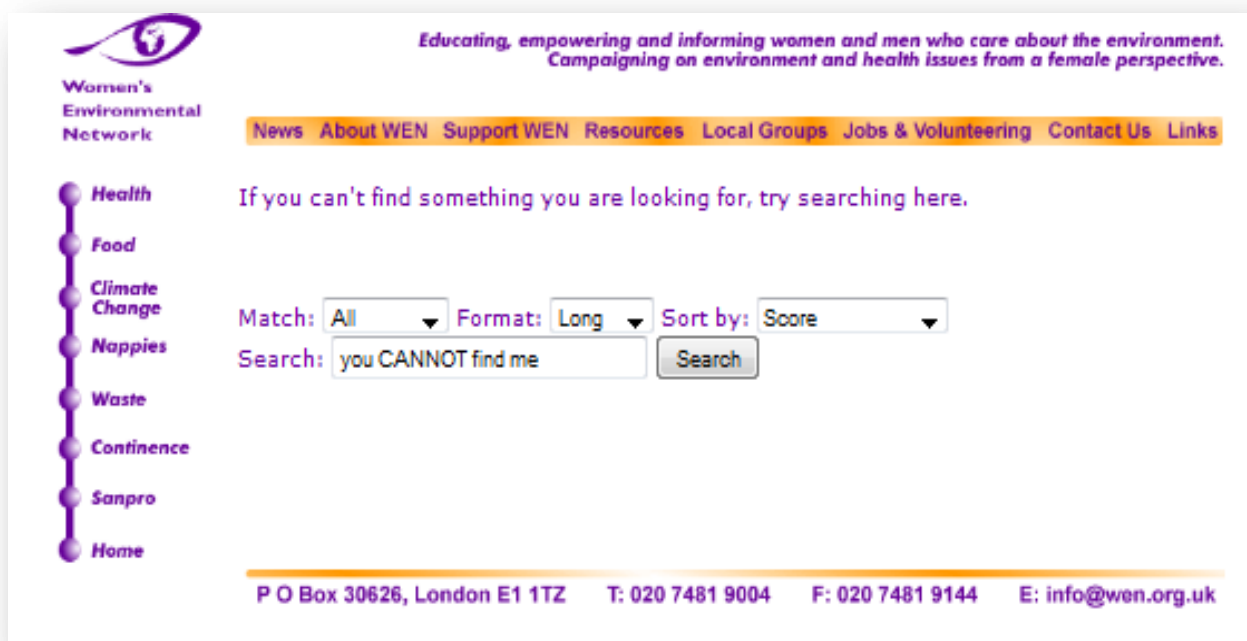 Women's
Environmental
Network
Educating, empowering and informing women and men who care about the environment.
Campaigning on environment and health issues from a female perspective.
News About WEN Support WEN Resources Local Groups Jobs & Volunteering Contact Us Links
Health
Food
Climate
Change
Nappies
Waste
Continence
Sanpro
Home
If you can't find something you are looking for, try searching here.
Match: All Format: Long Sort by: Score
Search: you CANNOT find me Search
P O Box 30626, London E1 1TZ T: 020 7481 9004 F: 020 7481 9144 E: info@wen.org.uk